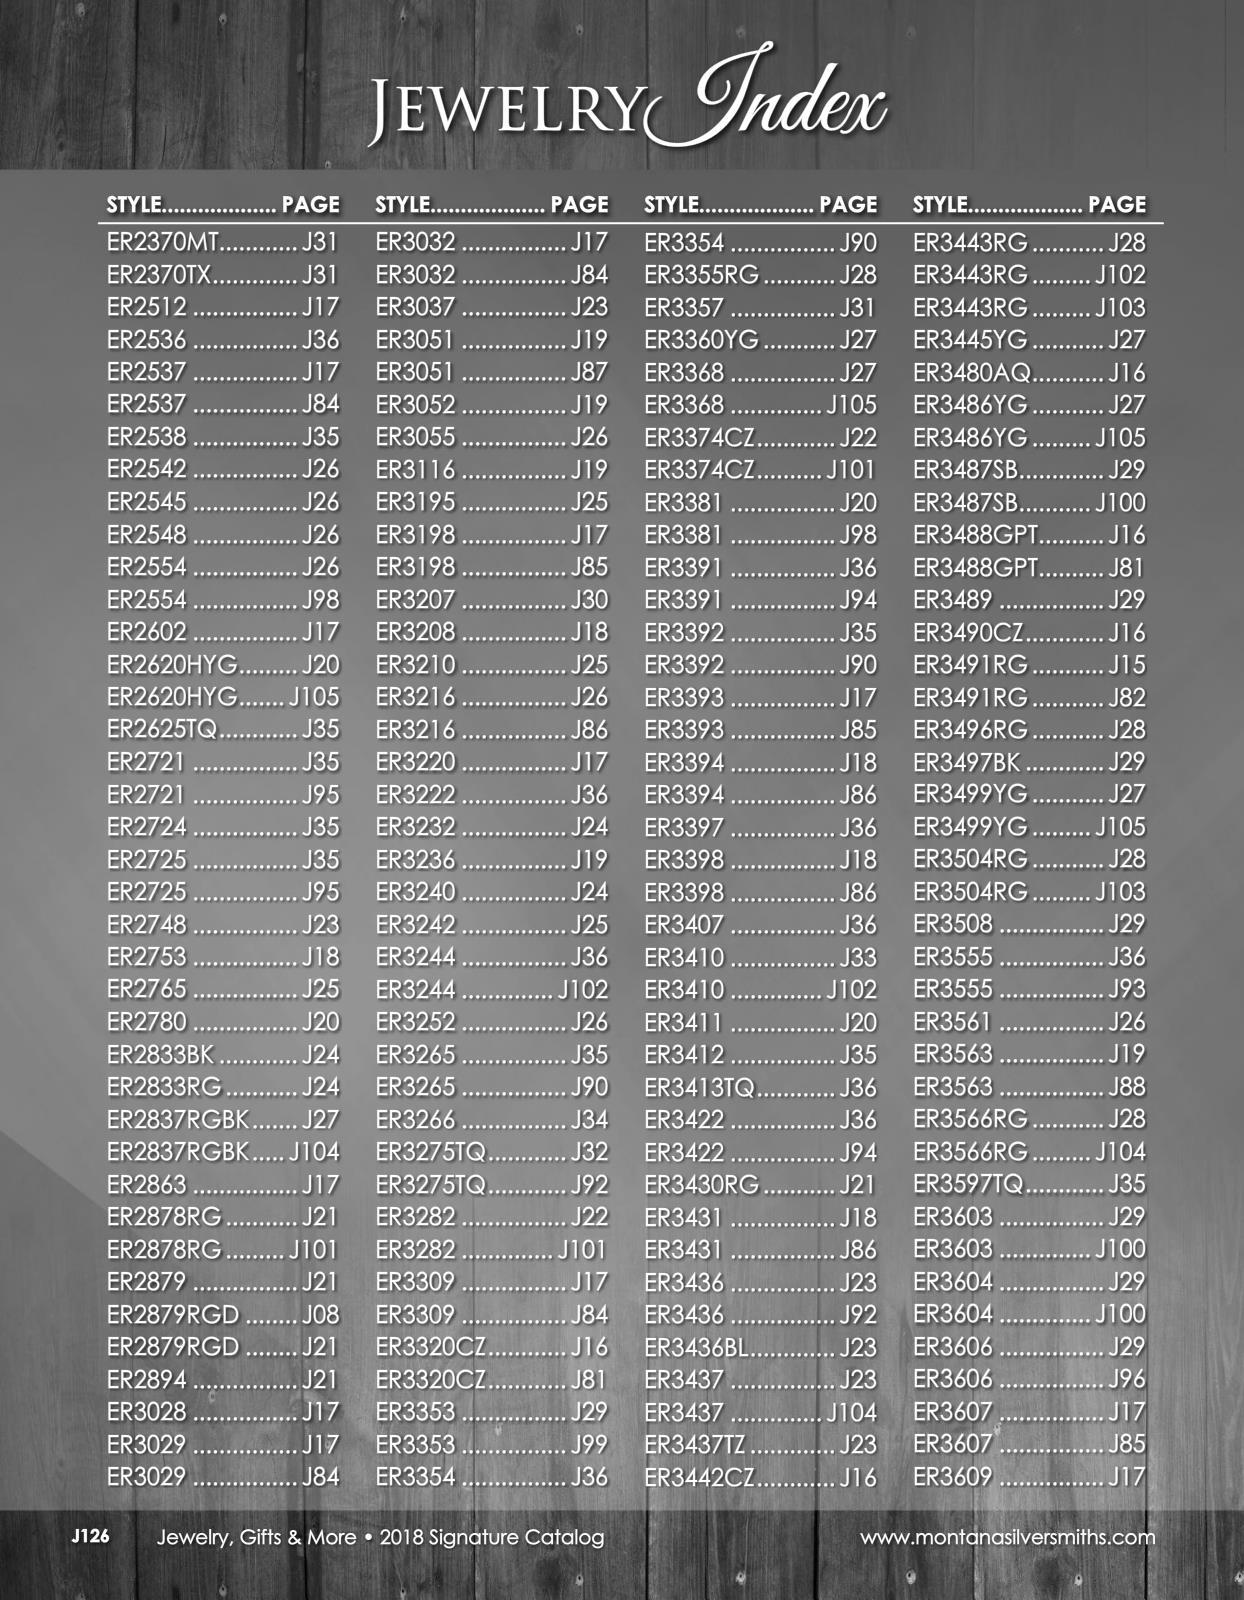 JEWELRY Index
STYLE................... PAGE
ER2370MT............ J31
ER2370TX............. J31
ER2512 ................ J17
ER2536 ................ J36
ER2537 ................ J17
ER2537 ................ J84
ER2538 ................ J35
ER2542 ................ J26
ER2545 ................ J26
ER2548 ................ J26
ER2554 ................ J26
ER2554 ................ J98
ER2602 ................ J17
ER2620HYG......... J20
ER2620HYG....... J105
ER2625TQ............ J35
ER2721 ................ J35
ER2721 ................ J95
ER2724 ................ J35
ER2725 ................ J35
ER2725 ................ J95
ER2748 ................ J23
ER2753 ................ J18
ER2765 ................ J25
ER2780 ................ J20
ER2833BK ............ J24
ER2833RG ........... J24
ER2837RGBK....... J27
ER2837RGBK..... J104
ER2863 ................ J17
ER2878RG ........... J21
ER2878RG ......... J101
ER2879 ................ J21
ER2879RGD ........ J08
ER2879RGD ........ J21
ER2894 ................ J21
ER3028 ................ J17
ER3029 ................ J17
ER3029 ................ J84
STYLE................... PAGE
ER3032 ................ J17
ER3032 ................ J84
ER3037 ................ J23
ER3051 ................ J19
ER3051 ................ J87
ER3052 ................ J19
ER3055 ................ J26
ER3116 ................ J19
ER3195 ................ J25
ER3198 ................ J17
ER3198 ................ J85
ER3207 ................ J30
ER3208 ................ J18
ER3210 ................ J25
ER3216 ................ J26
ER3216 ................ J86
ER3220 ................ J17
ER3222 ................ J36
ER3232 ................ J24
ER3236 ................ J19
ER3240 ................ J24
ER3242 ................ J25
ER3244 ................ J36
ER3244 .............. J102
ER3252 ................ J26
ER3265 ................ J35
ER3265 ................ J90
ER3266 ................ J34
ER3275TQ............ J32
ER3275TQ............ J92
ER3282 ................ J22
ER3282 .............. J101
ER3309 ................ J17
ER3309 ................ J84
ER3320CZ............ J16
ER3320CZ............ J81
ER3353 ................ J29
ER3353 ................ J99
ER3354 ................ J36
STYLE................... PAGE
ER3354 ................ J90
ER3355RG ........... J28
ER3357 ................ J31
ER3360YG ........... J27
ER3368 ................ J27
ER3368 .............. J105
ER3374CZ............ J22
ER3374CZ.......... J101
ER3381 ................ J20
ER3381 ................ J98
ER3391 ................ J36
ER3391 ................ J94
ER3392 ................ J35
ER3392 ................ J90
ER3393 ................ J17
ER3393 ................ J85
ER3394 ................ J18
ER3394 ................ J86
ER3397 ................ J36
ER3398 ................ J18
ER3398 ................ J86
ER3407 ................ J36
ER3410 ................ J33
ER3410 .............. J102
ER3411 ................ J20
ER3412 ................ J35
ER3413TQ............ J36
ER3422 ................ J36
ER3422 ................ J94
ER3430RG ........... J21
ER3431 ................ J18
ER3431 ................ J86
ER3436 ................ J23
ER3436 ................ J92
ER3436BL............. J23
ER3437 ................ J23
ER3437 .............. J104
ER3437TZ ............. J23
ER3442CZ............ J16
STYLE................... PAGE
ER3443RG ........... J28
ER3443RG ......... J102
ER3443RG ......... J103
ER3445YG ........... J27
ER3480AQ........... J16
ER3486YG ........... J27
ER3486YG ......... J105
ER3487SB............. J29
ER3487SB........... J100
ER3488GPT.......... J16
ER3488GPT.......... J81
ER3489 ................ J29
ER3490CZ............ J16
ER3491RG ........... J15
ER3491RG ........... J82
ER3496RG ........... J28
ER3497BK ............ J29
ER3499YG ........... J27
ER3499YG ......... J105
ER3504RG ........... J28
ER3504RG ......... J103
ER3508 ................ J29
ER3555 ................ J36
ER3555 ................ J93
ER3561 ................ J26
ER3563 ................ J19
ER3563 ................ J88
ER3566RG ........... J28
ER3566RG ......... J104
ER3597TQ............ J35
ER3603 ................ J29
ER3603 .............. J100
ER3604 ................ J29
ER3604 .............. J100
ER3606 ................ J29
ER3606 ................ J96
ER3607 ................ J17
ER3607 ................ J85
ER3609 ................ J17
J126 Jewelry, Gifts & More • 2018 Signature Catalog www.montanasilversmiths.com